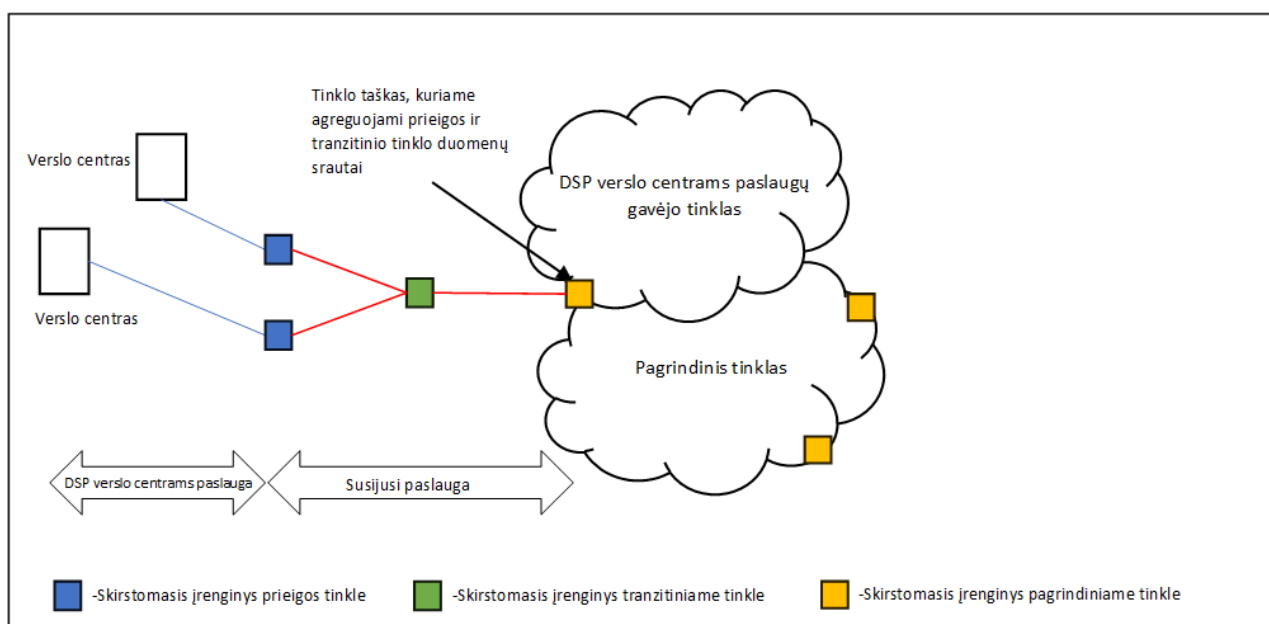 Tinklo taškas, kuriame
agreguojami prieigos ir
tranzitinio tinklo duomenų
srautai
Verslo centras
DSP verslo centrams paslaugų
gavėjo tinklas
Verslo centras
Pagrindinis tinklas
DSP verslo centrams paslauga
Susijusi paslauga
-Skirstomasis įrenginys prieigos tinkle
-Skirstomasis įrenginys tranzitiniame tinkle
-Skirstomasis įrenginys pagrindiniame tinkle